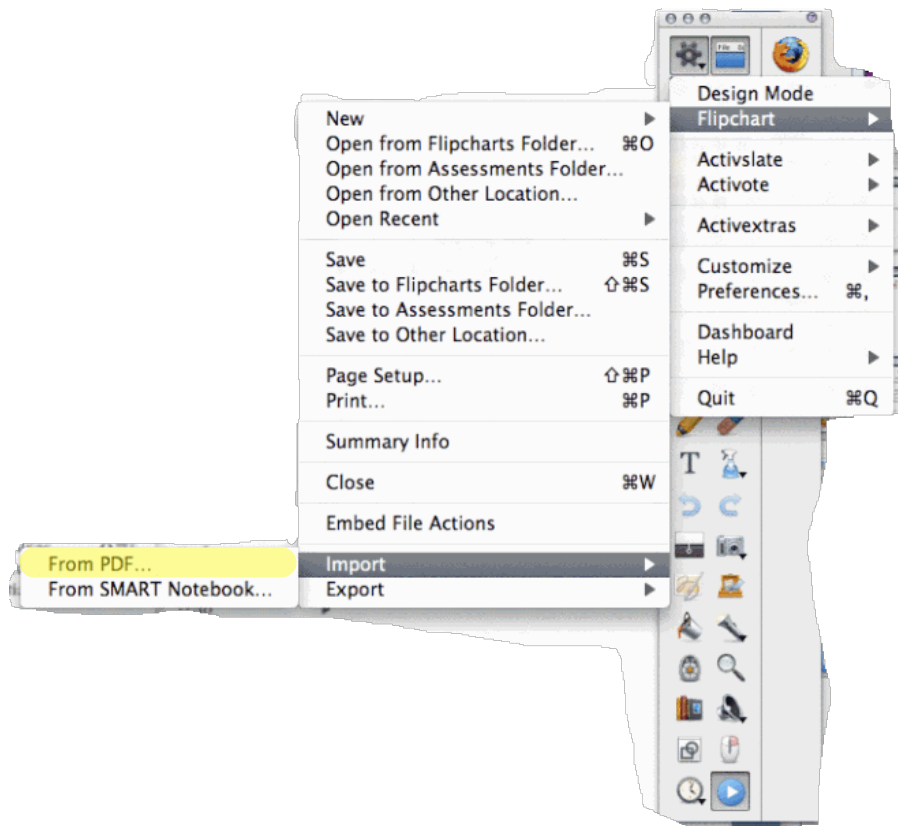 File
Design Mode
Flipchart
Activslate
Activote
Activextras
Customize
Preferences... ⌘,
Dashboard
Help
Quit ⌘Q
New
Open from Flipcharts Folder... ⌘O
Open from Assessments Folder...
Open from Other Location...
Open Recent
Save ⌘S
Save to Flipcharts Folder... ⇧⌘S
Save to Assessments Folder...
Save to Other Location...
Page Setup... ⇧⌘P
Print... ⌘P
Summary Info
Close ⌘W
Embed File Actions
Import
Export
From PDF...
From SMART Notebook...
T